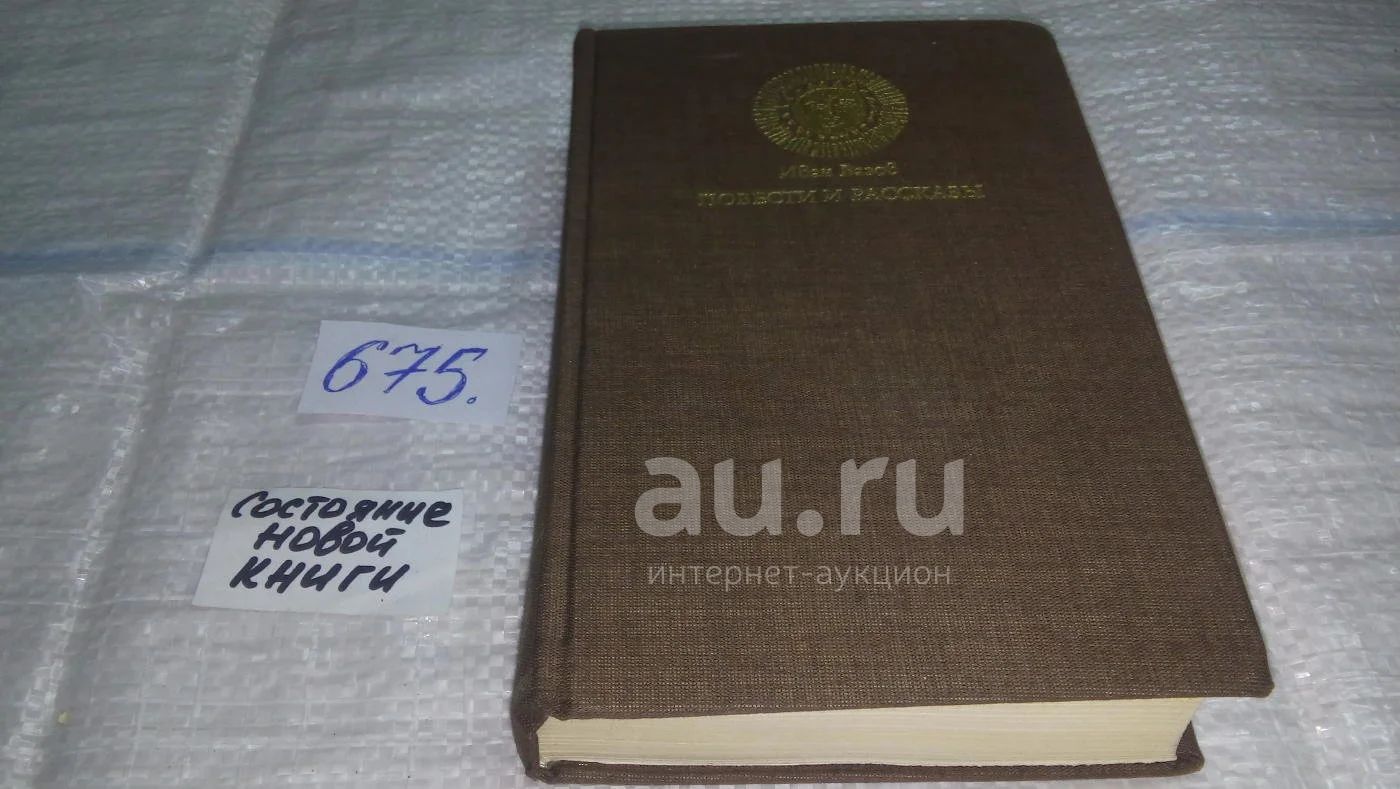 Иван Вазов
ПОВЕСТИ И РАССКАЗЫ
675.
СОСТОЯНИЕ
НОВОЙ
КНИГИ
au.ru
интернет-аукцион